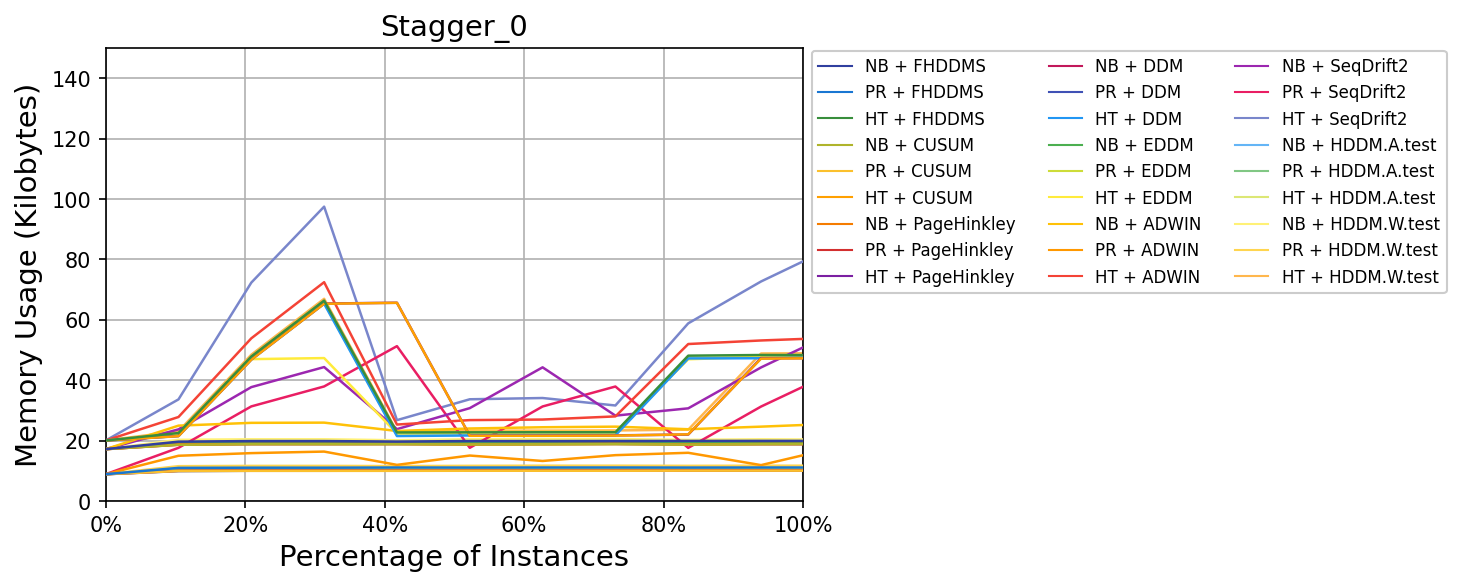 Stagger_0
Memory Usage (Kilobytes)
140
120
100
80
60
40
20
0
0%
20%
40%
60%
80%
100%
Percentage of Instances
NB + FHDDMS
PR + FHDDMS
HT + FHDDMS
NB + CUSUM
PR + CUSUM
HT + CUSUM
NB + PageHinkley
PR + PageHinkley
HT + PageHinkley
NB + DDM
PR + DDM
HT + DDM
NB + EDDM
PR + EDDM
HT + EDDM
NB + ADWIN
PR + ADWIN
HT + ADWIN
NB + SeqDrift2
PR + SeqDrift2
HT + SeqDrift2
NB + HDDM.A.test
PR + HDDM.A.test
HT + HDDM.A.test
NB + HDDM.W.test
PR + HDDM.W.test
HT + HDDM.W.test